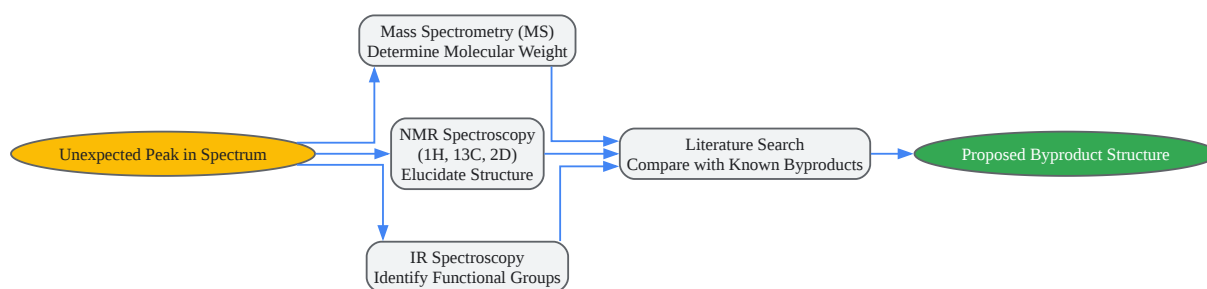 Mass Spectrometry (MS)
Determine Molecular Weight
Unexpected Peak in Spectrum
NMR Spectroscopy
(1H, 13C, 2D)
Elucidate Structure
IR Spectroscopy
Identify Functional Groups
Literature Search
Compare with Known Byproducts
Proposed Byproduct Structure